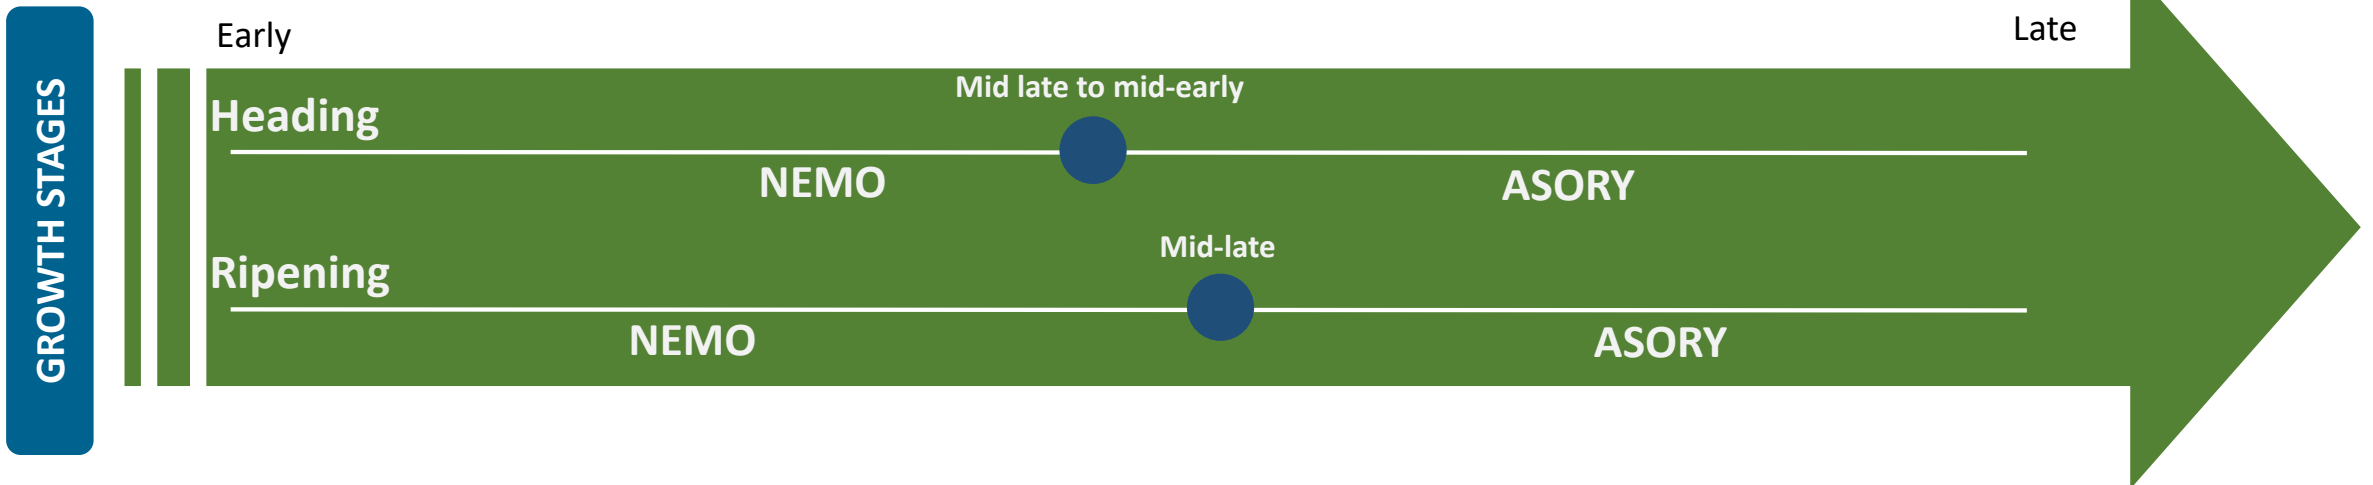 GROWTH STAGES
Early
Late
Mid late to mid-early
Heading
NEMO
ASORY
Mid-late
Ripening
NEMO
ASORY